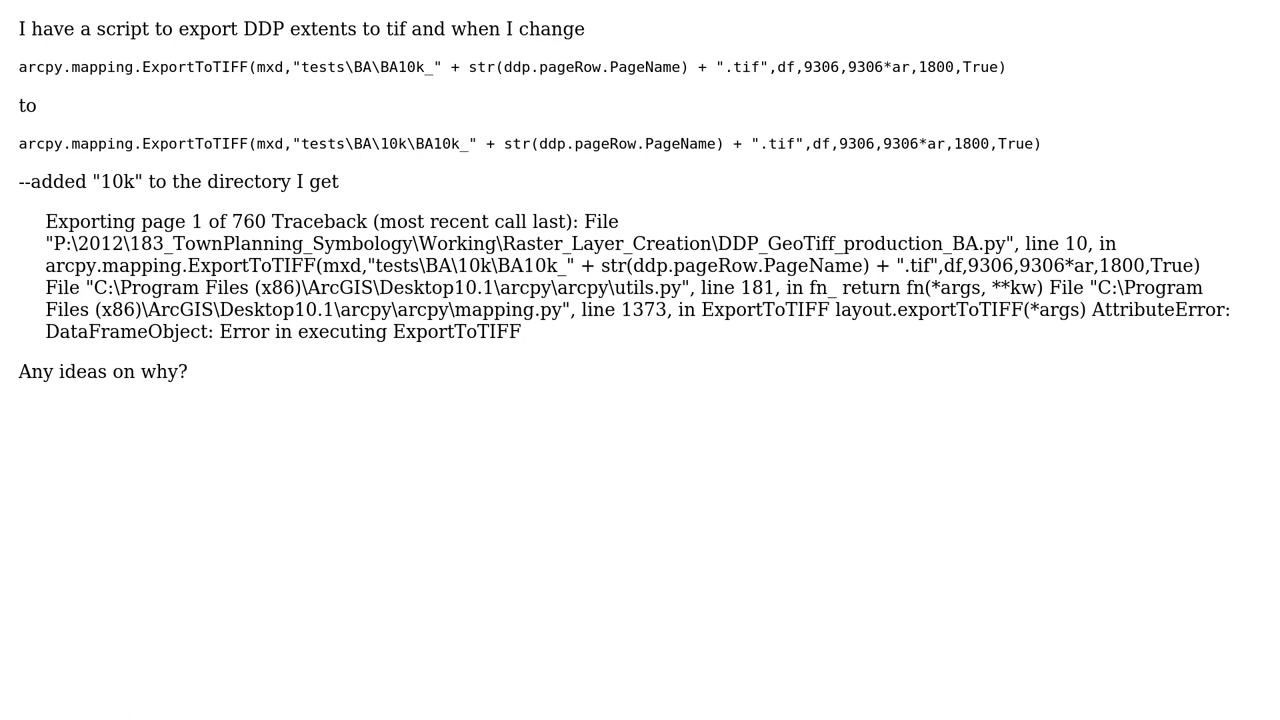 I have a script to export DDP extents to tif and when I change
arcpy.mapping.ExportToTIFF(mxd,"tests\BA\BA10k_" + str(ddp.pageRow.PageName) + ".tif",df,9306,9306*ar,1800,True)
to
arcpy.mapping.ExportToTIFF(mxd,"tests\BA\10k\BA10k_" + str(ddp.pageRow.PageName) + ".tif",df,9306,9306*ar,1800,True)
--added "10k" to the directory I get
Exporting page 1 of 760 Traceback (most recent call last): File
"P:\2012\183_TownPlanning_Symbology\Working\Raster_Layer_Creation\DDP_GeoTiff_production_BA.py", line 10, in
arcpy.mapping.ExportToTIFF(mxd,"tests\BA\10k\BA10k_" + str(ddp.pageRow.PageName) + ".tif",df,9306,9306*ar,1800,True)
File "C:\Program Files (x86)\ArcGIS\Desktop10.1\arcpy\arcpy\utils.py", line 181, in fn_ return fn(*args, **kw) File "C:\Program
Files (x86)\ArcGIS\Desktop10.1\arcpy\arcpy\mapping.py", line 1373, in ExportToTIFF layout.exportToTIFF(*args) AttributeError:
DataFrameObject: Error in executing ExportToTIFF
Any ideas on why?